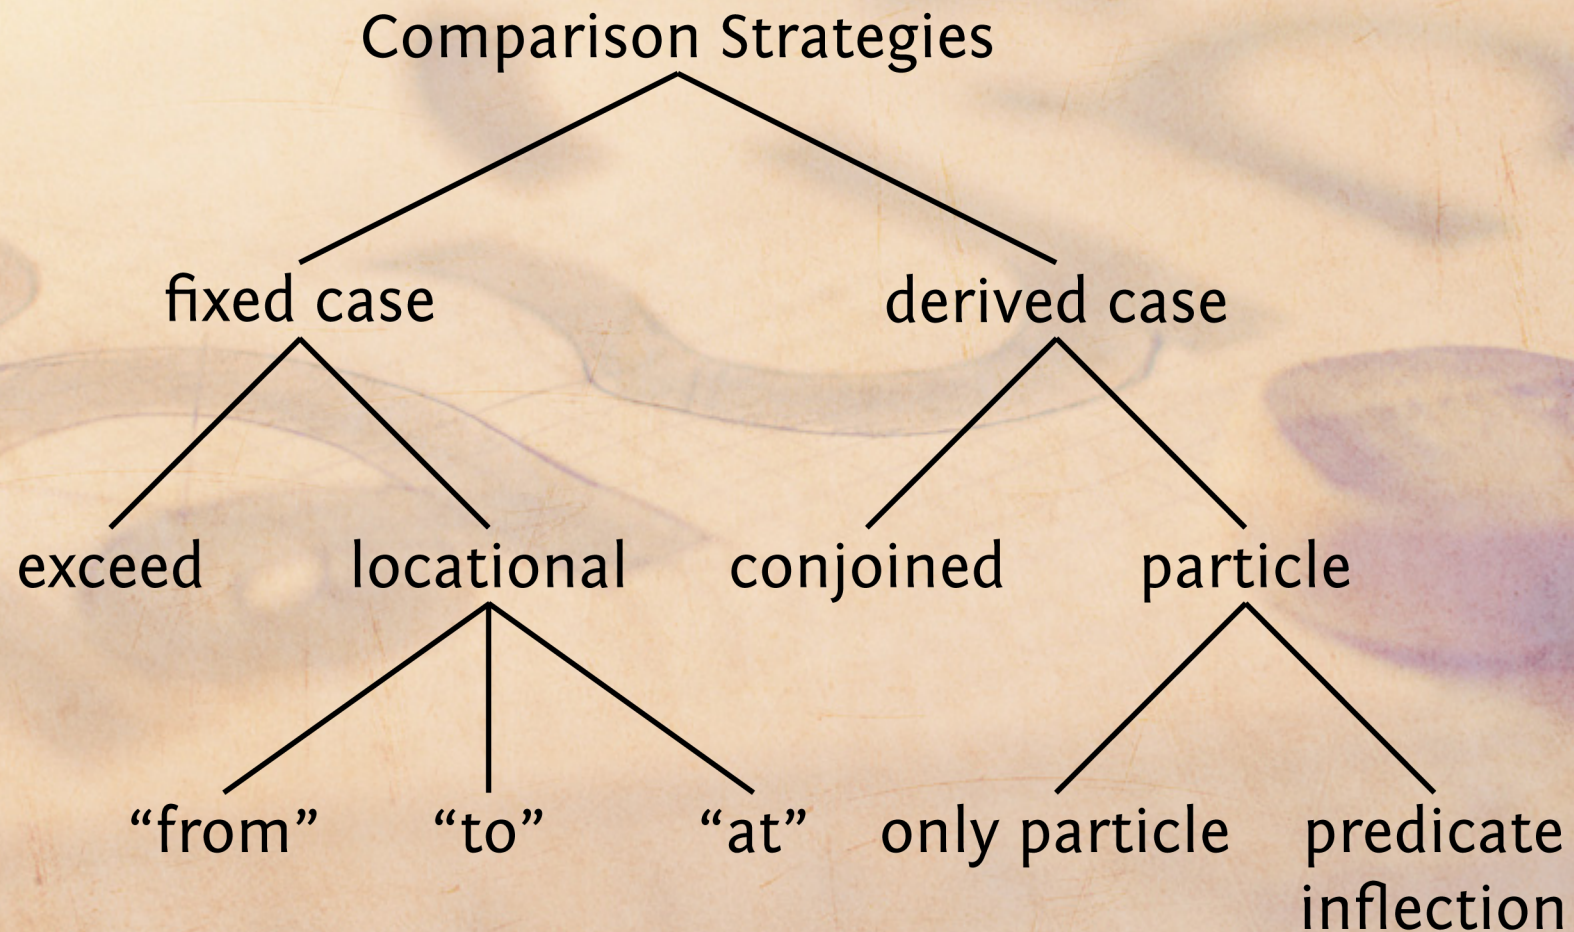 Comparison Strategies
fixed case
derived case
exceed
locational
conjoined
particle
“from”
“to”
“at”
only particle
predicate
inflection